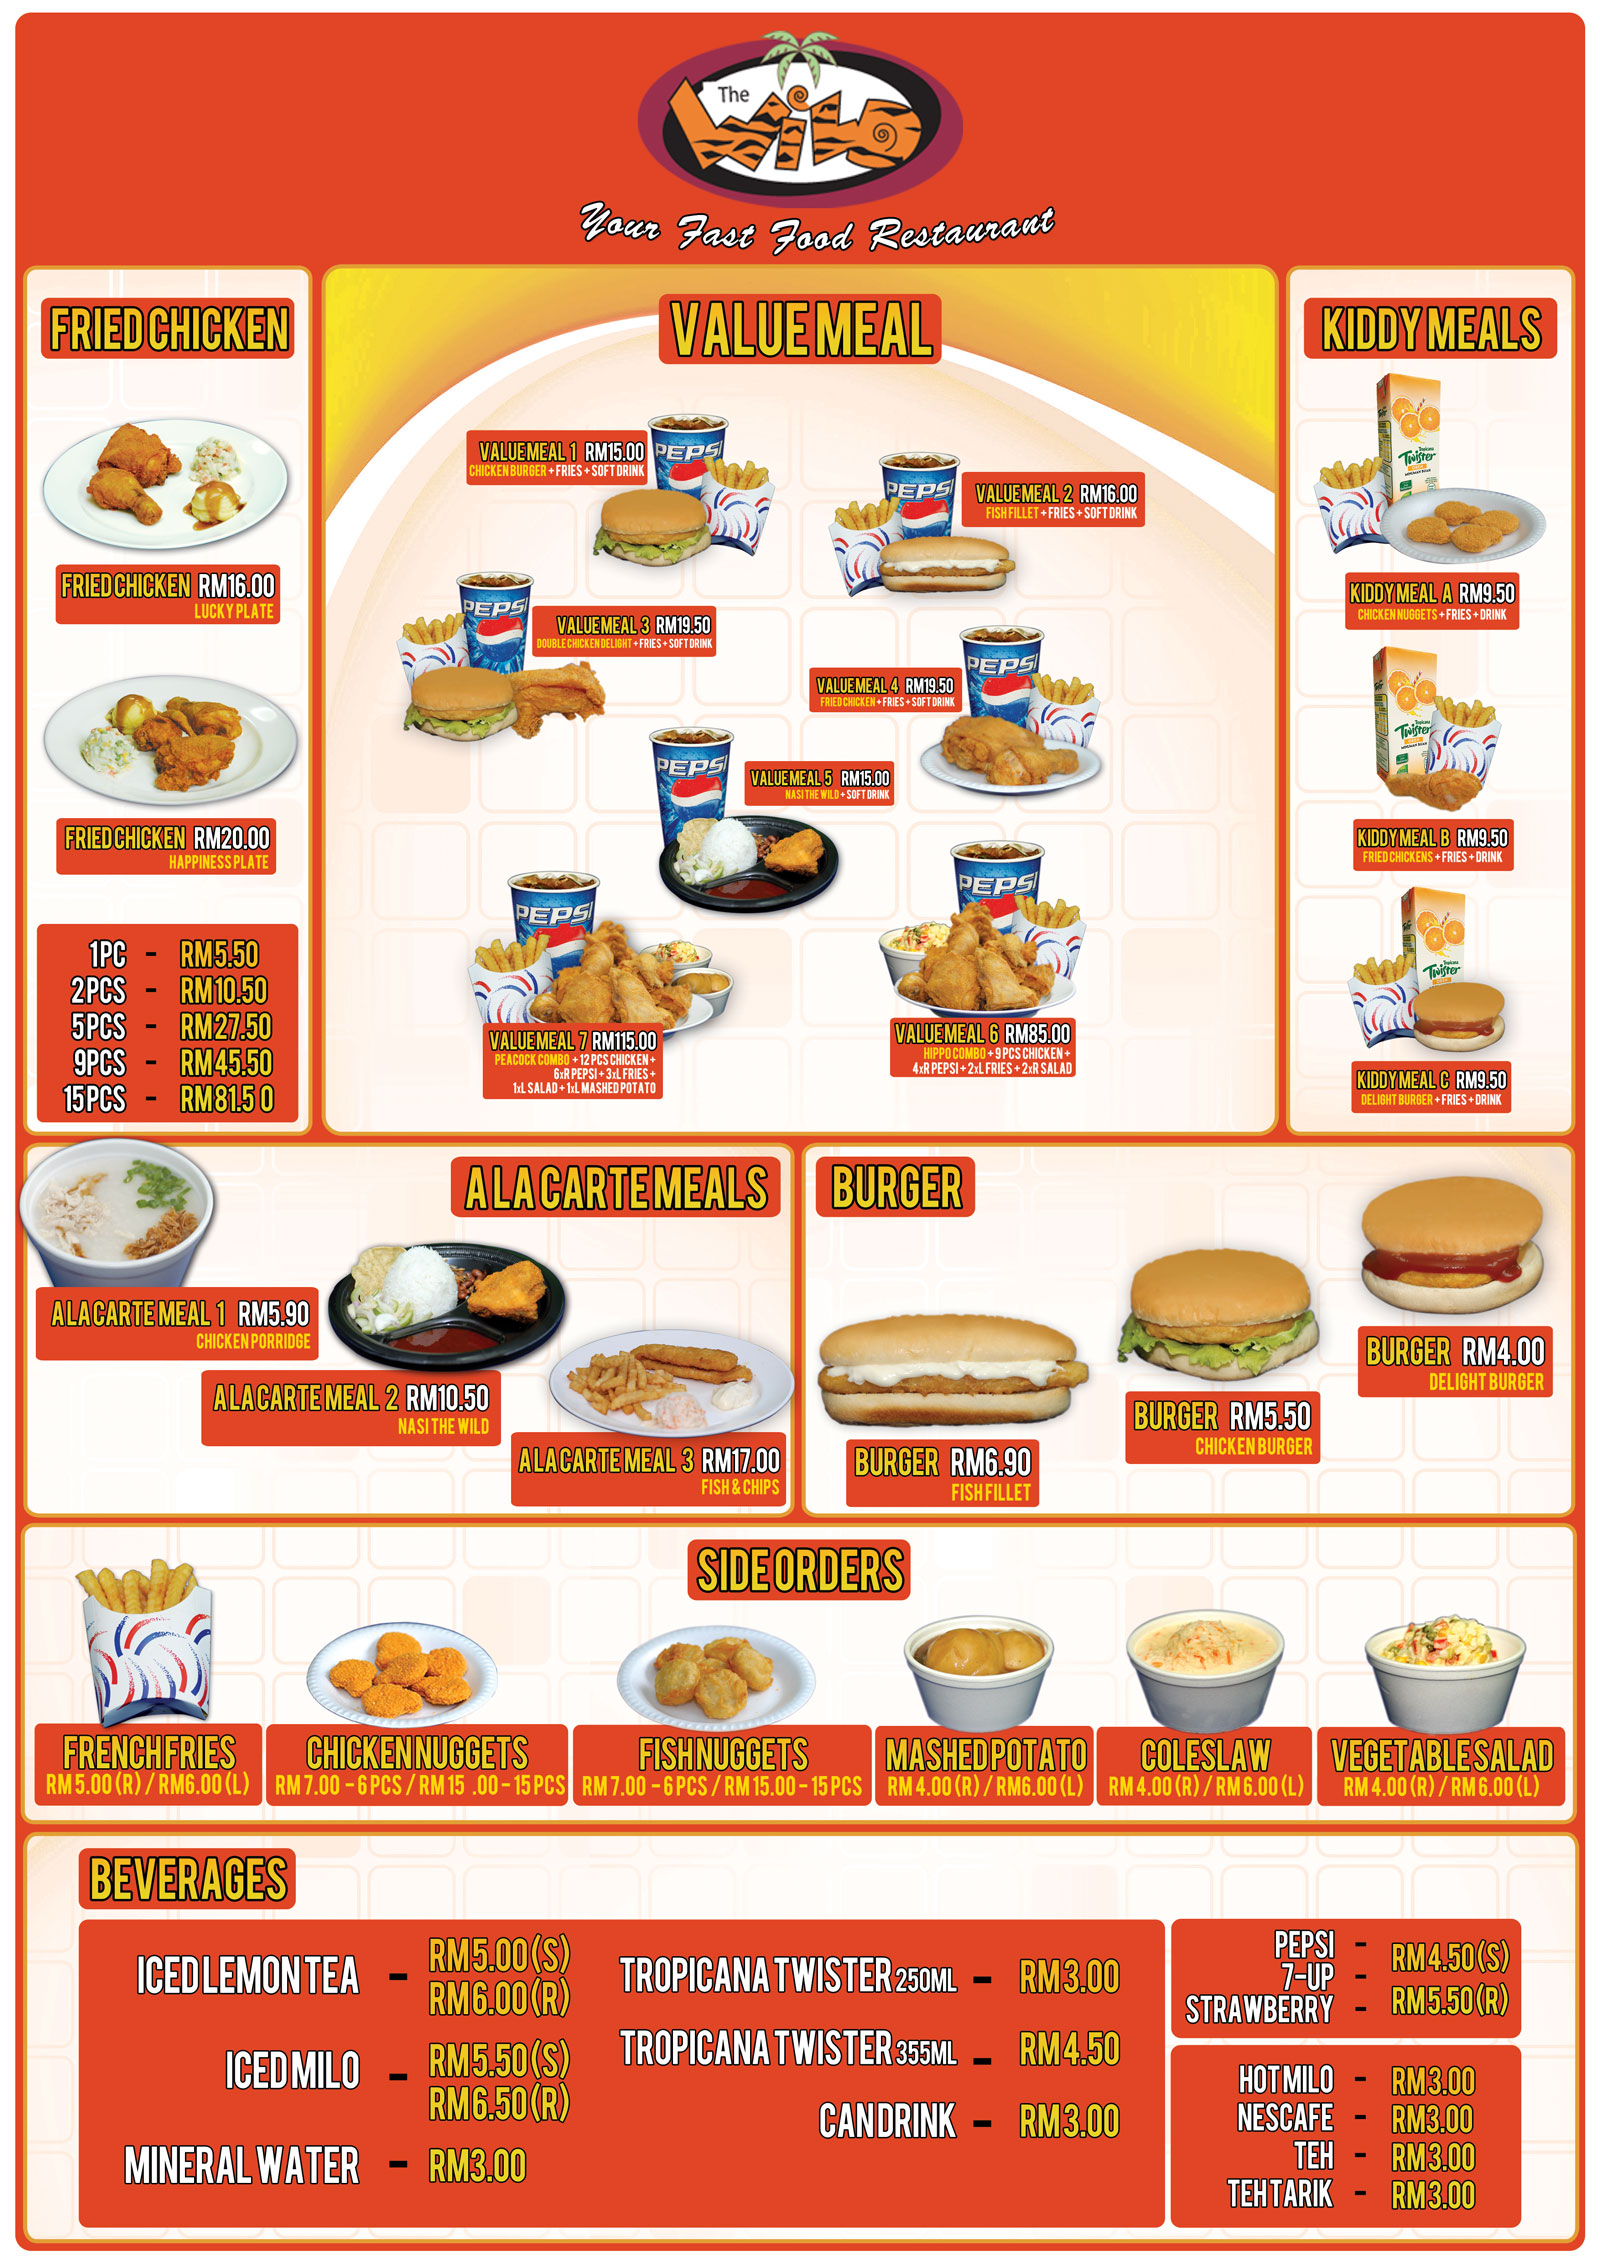 The Wild
Your Fast Food Restaurant
FRIED CHICKEN
FRIED CHICKEN RM16.00
LUCKY PLATE
FRIED CHICKEN RM20.00
HAPPINESS PLATE
1PC - RM5.50
2PCS - RM10.50
5PCS - RM27.50
9PCS - RM45.50
15PCS - RM81.50
VALUE MEAL
VALUE MEAL 1 RM15.00
CHICKEN BURGER + FRIES + SOFT DRINK
PEPSI
VALUE MEAL 2 RM16.00
FISH FILLET + FRIES + SOFT DRINK
PEPSI
VALUE MEAL 3 RM19.50
DOUBLE CHICKEN DELIGHT + FRIES + SOFT DRINK
PEPSI
VALUE MEAL 4 RM19.50
FRIED CHICKEN + FRIES + SOFT DRINK
PEPSI
VALUE MEAL 5 RM15.00
NASI THE WILD + SOFT DRINK
PEPSI
VALUE MEAL 7 RM115.00
PEACOCK COMBO + 12 PCS CHICKEN +
6xR PEPSI + 3xL FRIES +
1xL SALAD + 1xL MASHED POTATO
PEPSI
VALUE MEAL 6 RM85.00
HIPPO COMBO + 9 PCS CHICKEN +
4xR PEPSI + 2xL FRIES + 2xR SALAD
PEPSI
KIDDY MEALS
Tropicana
Twister
KIDDY MEAL A RM9.50
CHICKEN NUGGETS + FRIES + DRINK
Tropicana
Twister
KIDDY MEAL B RM9.50
FRIED CHICKENS + FRIES + DRINK
Tropicana
Twister
KIDDY MEAL C RM9.50
DELIGHT BURGER + FRIES + DRINK
ALA CARTE MEALS
ALA CARTE MEAL 1 RM5.90
CHICKEN PORRIDGE
ALA CARTE MEAL 2 RM10.50
NASI THE WILD
ALA CARTE MEAL 3 RM17.00
FISH & CHIPS
BURGER
BURGER RM6.90
FISH FILLET
BURGER RM5.50
CHICKEN BURGER
BURGER RM4.00
DELIGHT BURGER
SIDE ORDERS
FRENCH FRIES
RM 5.00 (R) / RM6.00 (L)
CHICKEN NUGGETS
RM 7.00 - 6 PCS / RM 15 .00 - 15 PCS
FISH NUGGETS
RM 7.00 - 6 PCS / RM 15.00 - 15 PCS
MASHED POTATO
RM 4.00 (R) / RM6.00 (L)
COLESLAW
RM 4.00 (R) / RM 6.00 (L)
VEGETABLE SALAD
RM 4.00 (R) / RM 6.00 (L)
BEVERAGES
ICED LEMON TEA - RM5.00 (S)
RM6.00 (R)
ICED MILO - RM5.50 (S)
RM6.50 (R)
MINERAL WATER - RM3.00
TROPICANA TWISTER 250ML - RM3.00
TROPICANA TWISTER 355ML - RM4.50
CAN DRINK - RM3.00
PEPSI -
7-UP -
STRAWBERRY -
RM4.50 (S)
RM5.50 (R)
HOT MILO - RM3.00
NESCAFE - RM3.00
TEH - RM3.00
TEH TARIK - RM3.00